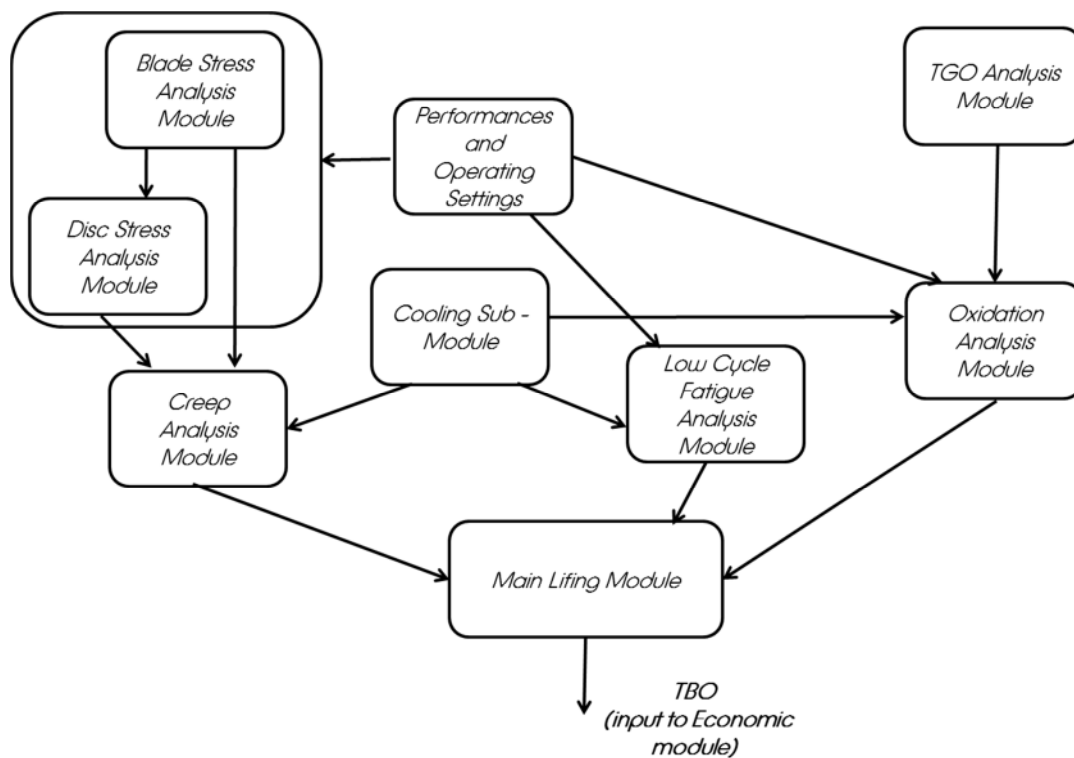 Blade Stress
Analysis
Module
TGO Analysis
Module
Performances
and
Operating
Settings
Disc Stress
Analysis
Module
Cooling Sub -
Module
Oxidation
Analysis
Module
Low Cycle
Fatigue
Analysis
Module
Creep
Analysis
Module
Main Lifing Module
TBO
(input to Economic
module)